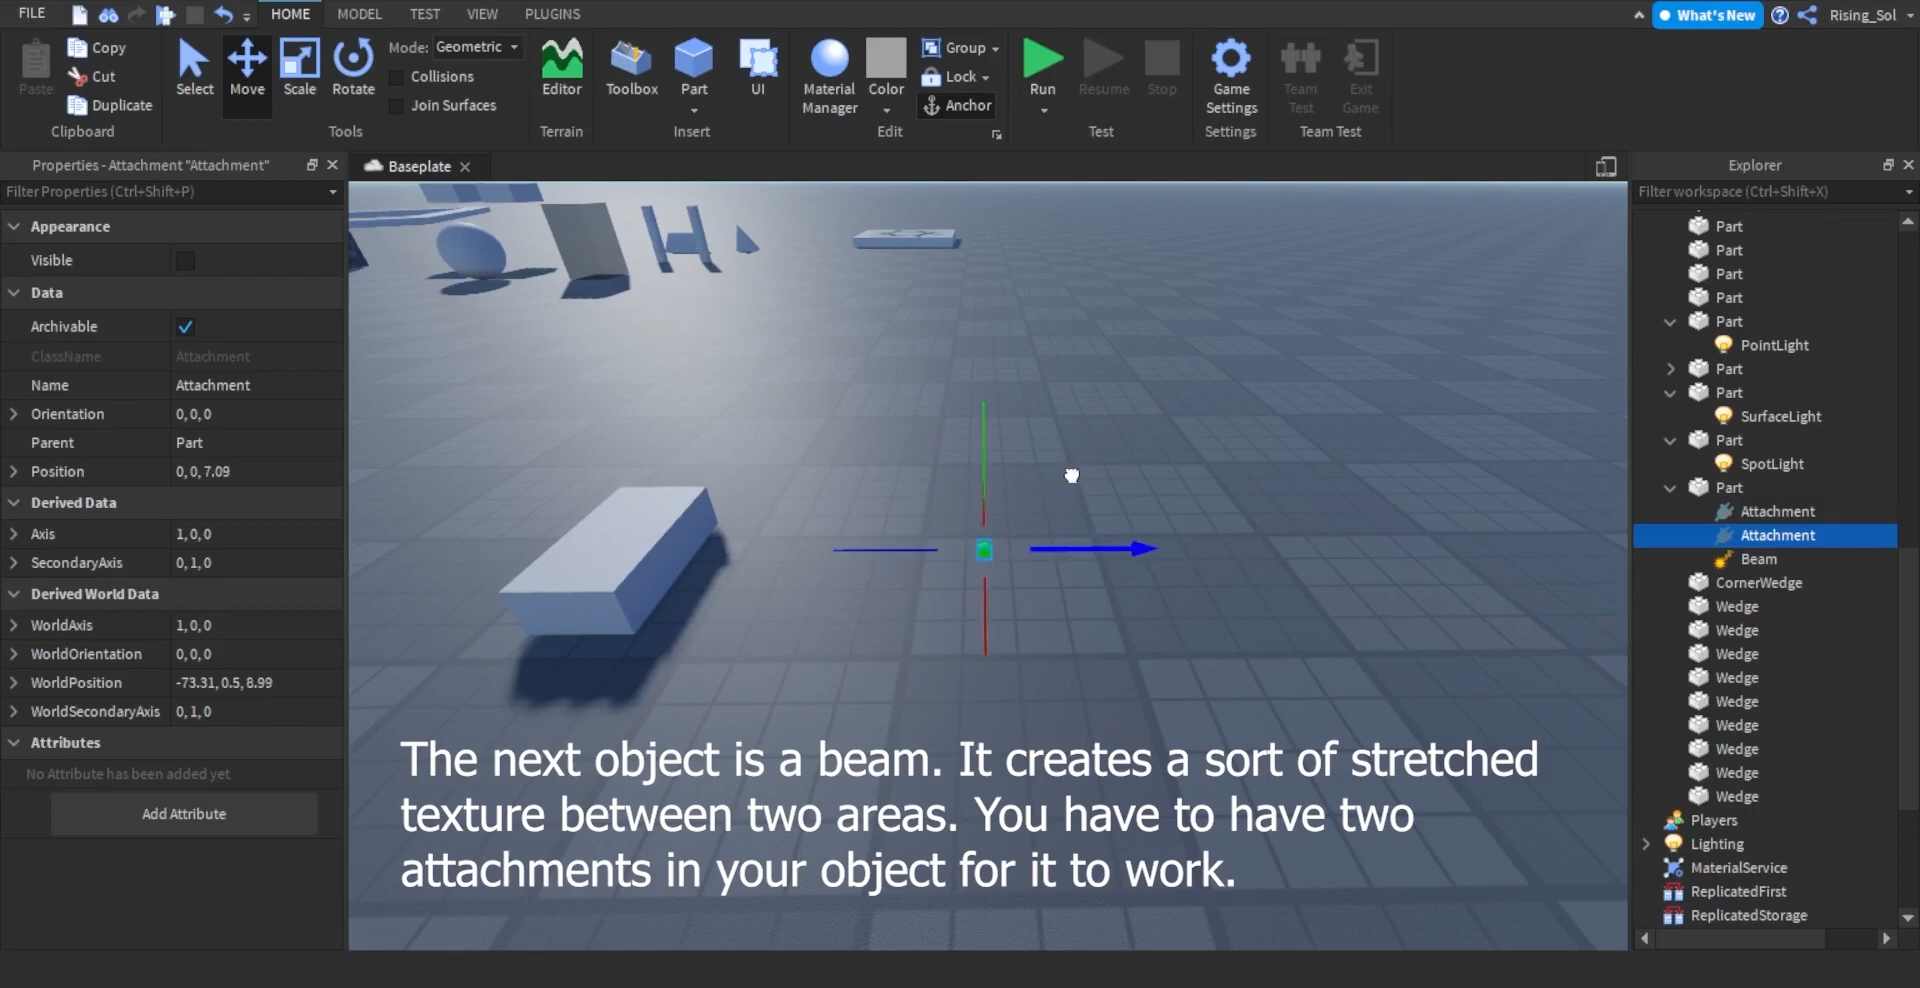 FILE
HOME
MODEL
TEST
VIEW
PLUGINS
What's New
Rising_Sol
Paste
Copy
Cut
Duplicate
Clipboard
Select
Move
Scale
Rotate
Mode: Geometric
Collisions
Join Surfaces
Tools
Editor
Terrain
Toolbox
Part
UI
Insert
Material
Manager
Color
Group
Lock
Anchor
Edit
Run
Resume
Stop
Test
Game
Settings
Settings
Team
Test
Exit
Game
Team Test
Properties - Attachment "Attachment"
Filter Properties (Ctrl+Shift+P)
Appearance
Visible
Data
Archivable
ClassName Attachment
Name Attachment
Orientation 0, 0, 0
Parent Part
Position 0, 0, 7.09
Derived Data
Axis 1, 0, 0
SecondaryAxis 0, 1, 0
Derived World Data
WorldAxis 1, 0, 0
WorldOrientation 0, 0, 0
WorldPosition -73.31, 0.5, 8.99
WorldSecondaryAxis 0, 1, 0
Attributes
No Attribute has been added yet
Add Attribute
Baseplate
The next object is a beam. It creates a sort of stretched
texture between two areas. You have to have two
attachments in your object for it to work.
Explorer
Filter workspace (Ctrl+Shift+X)
Part
Part
Part
Part
Part
PointLight
Part
Part
SurfaceLight
Part
SpotLight
Part
Attachment
Attachment
Beam
CornerWedge
Wedge
Wedge
Wedge
Wedge
Wedge
Wedge
Wedge
Wedge
Wedge
Players
Lighting
MaterialService
ReplicatedFirst
ReplicatedStorage